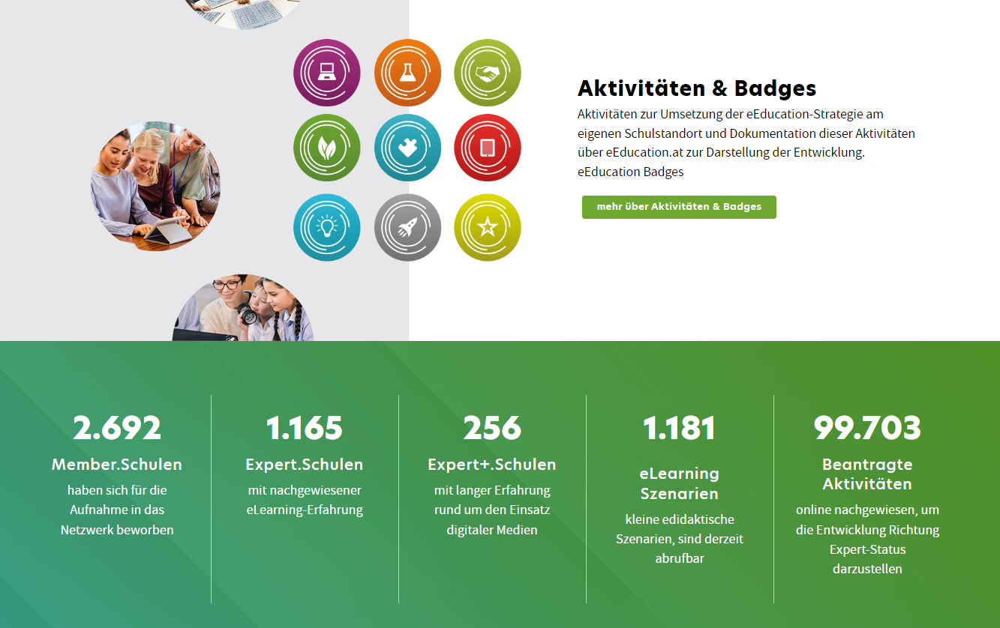 Aktivitäten & Badges
Aktivitäten zur Umsetzung der eEducation-Strategie am
eigenen Schulstandort und Dokumentation dieser Aktivitäten
über eEducation.at zur Darstellung der Entwicklung.
eEducation Badges
mehr über Aktivitäten & Badges
2.692
Member.Schulen
haben sich für die
Aufnahme in das
Netzwerk beworben
1.165
Expert.Schulen
mit nachgewiesener
eLearning-Erfahrung
256
Expert+.Schulen
mit langer Erfahrung
rund um den Einsatz
digitaler Medien
1.181
eLearning
Szenarien
kleine edidaktische
Szenarien, sind derzeit
abrufbar
99.703
Beantragte
Aktivitäten
online nachgewiesen, um
die Entwicklung Richtung
Expert-Status
darzustellen